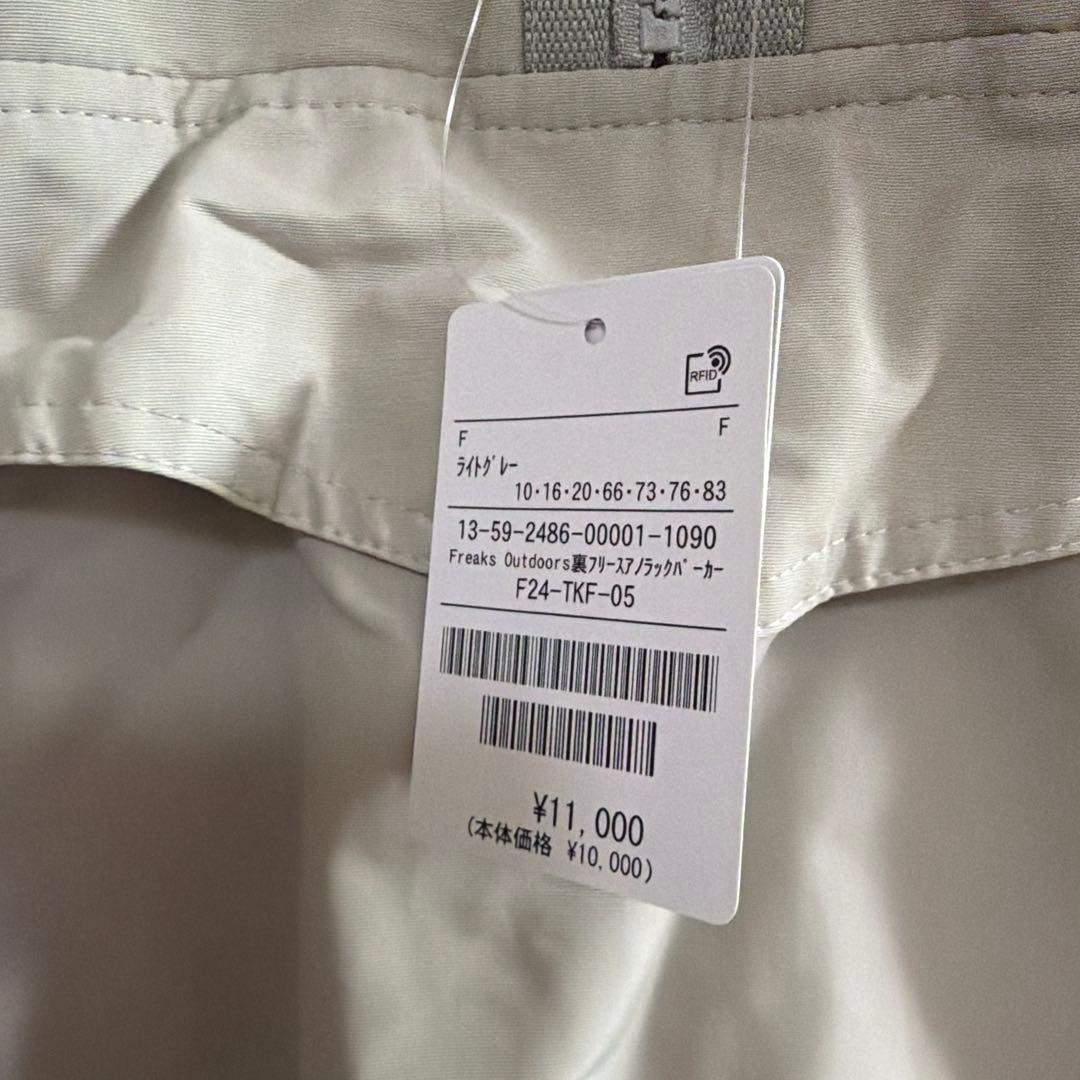 RFID
F F
ﾗｲﾄｸﾞﾚｰ
10・16・20・66・73・76・83
13-59-2486-00001-1090
Freaks Outdoors裏ﾌﾘｰｽｱﾉﾗｯｸﾊﾟｰｶｰ
F24-TKF-05
¥11,000
(本体価格 ¥10,000)